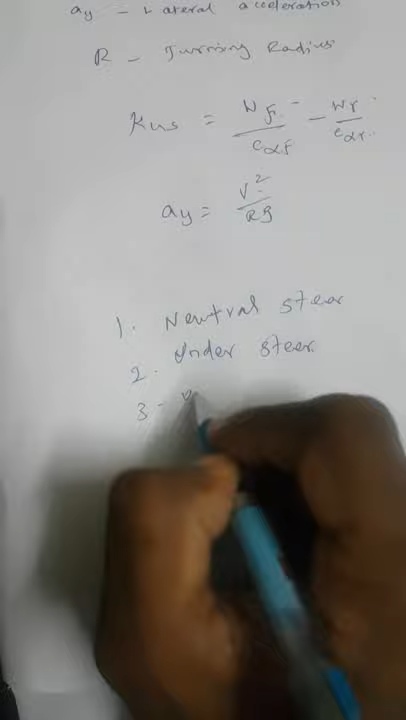 ay - Lateral acceleration
R - Turning Radius
Kus = Wf/Cαf - Wr/Cαr
ay = V²/Rg
1. Neutral stear
2. Under steer
3 -